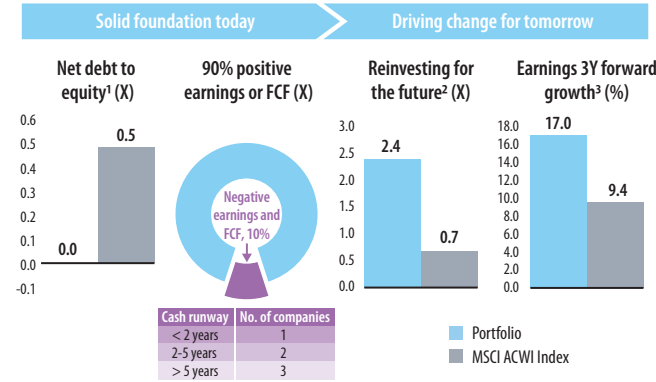 Solid foundation today
Driving change for tomorrow
Net debt to
equity¹ (X)
0.6
0.5
0.4
0.3
0.2
0.1
0.0
-0.1
0.0
0.5
90% positive
earnings or FCF (X)
Negative
earnings and
FCF, 10%
Cash runway No. of companies
< 2 years 1
2-5 years 2
> 5 years 3
Reinvesting for
the future² (X)
3.0
2.5
2.0
1.5
1.0
0.5
0.0
2.4
0.7
Earnings 3Y forward
growth³ (%)
18.0
16.0
14.0
12.0
10.0
8.0
6.0
4.0
2.0
0.0
17.0
9.4
Portfolio
MSCI ACWI Index